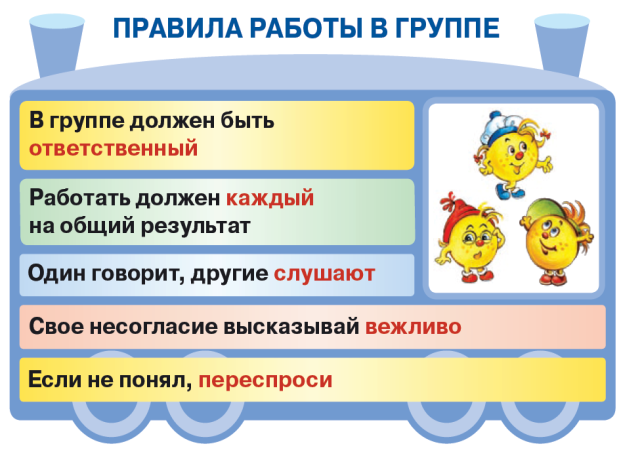 ПРАВИЛА РАБОТЫ В ГРУППЕ
В группе должен быть
ответственный
Работать должен каждый
на общий результат
Один говорит, другие слушают
Свое несогласие высказывай вежливо
Если не понял, переспроси